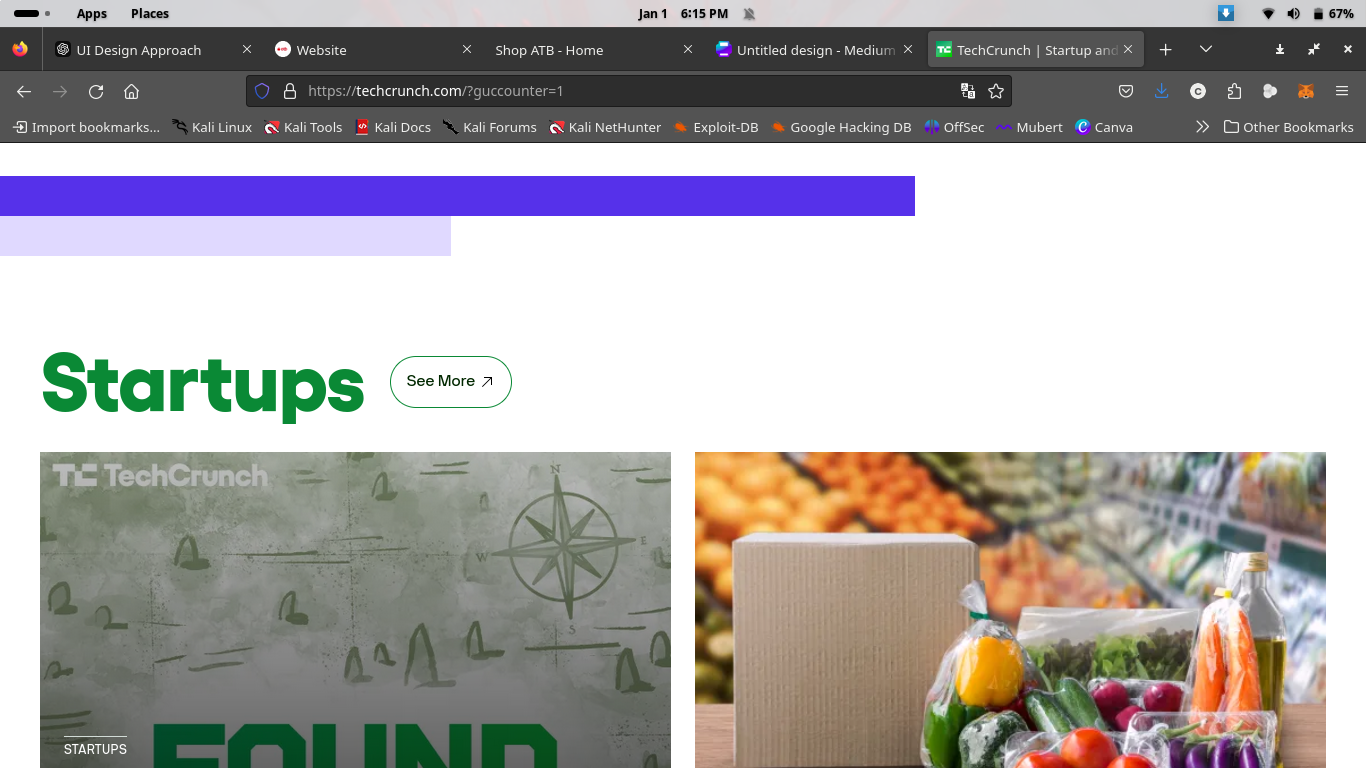 Apps Places Jan 1 6:15 PM 67%
UI Design Approach Website Shop ATB - Home Untitled design - Medium TechCrunch | Startup and
https://techcrunch.com/?guccounter=1
Import bookmarks... Kali Linux Kali Tools Kali Docs Kali Forums Kali NetHunter Exploit-DB Google Hacking DB OffSec Mubert Canva Other Bookmarks
Startups See More
TC TechCrunch
N
W E
S
FOUND
STARTUPS